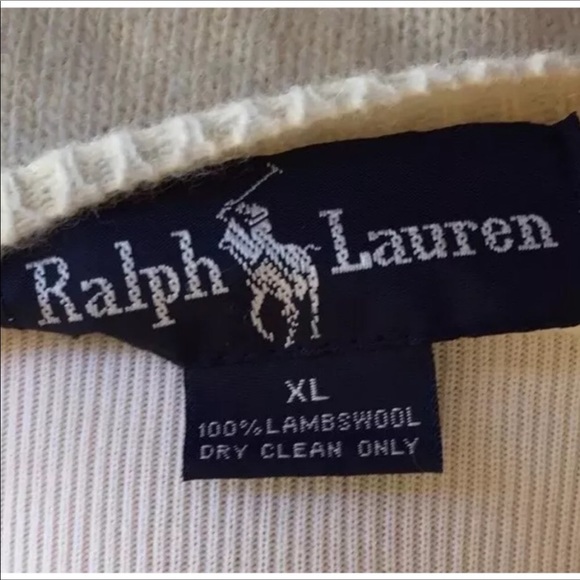 Ralph Lauren
XL
100% LAMBSWOOL
DRY CLEAN ONLY